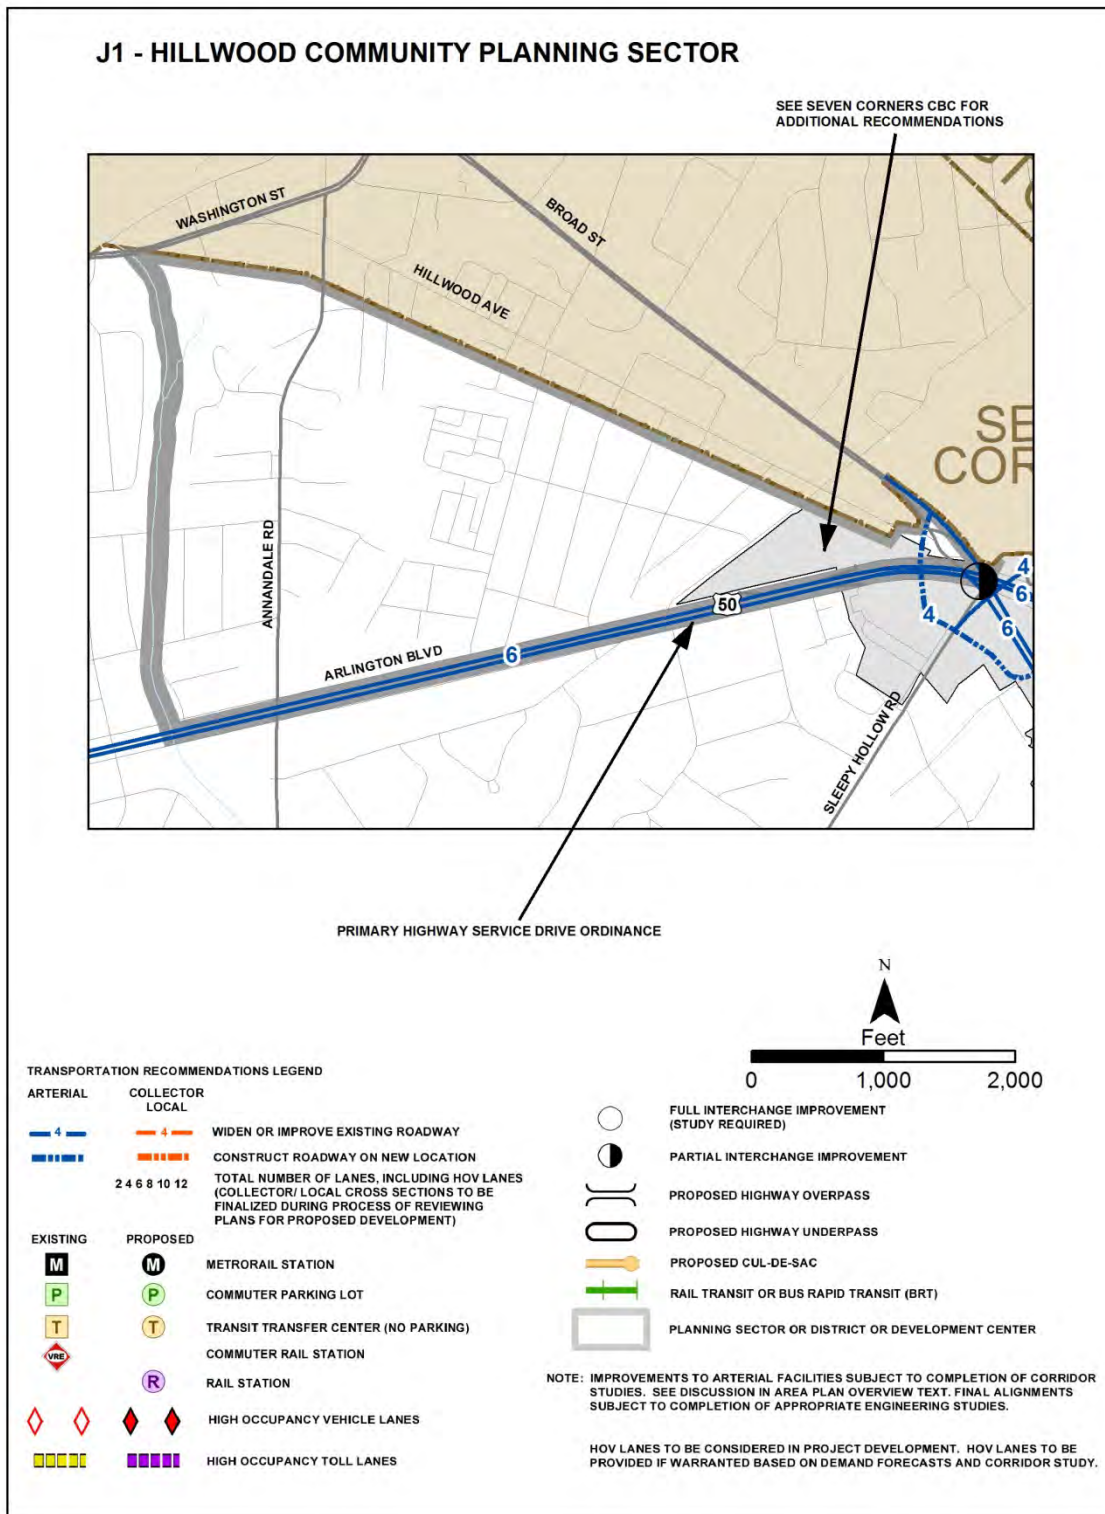 J1 - HILLWOOD COMMUNITY PLANNING SECTOR
SEE SEVEN CORNERS CBC FOR
ADDITIONAL RECOMMENDATIONS
WASHINGTON ST
BROAD ST
HILLWOOD AVE
SE
COR
ANNANDALE RD
ARLINGTON BLVD
6
50
4
4
6
6
SLEEPY HOLLOW RD
PRIMARY HIGHWAY SERVICE DRIVE ORDINANCE
N
Feet
0 1,000 2,000
TRANSPORTATION RECOMMENDATIONS LEGEND
ARTERIAL
COLLECTOR
LOCAL
4 4 WIDEN OR IMPROVE EXISTING ROADWAY
CONSTRUCT ROADWAY ON NEW LOCATION
2 4 6 8 10 12 TOTAL NUMBER OF LANES, INCLUDING HOV LANES
(COLLECTOR/ LOCAL CROSS SECTIONS TO BE
FINALIZED DURING PROCESS OF REVIEWING
PLANS FOR PROPOSED DEVELOPMENT)
EXISTING PROPOSED
M M METRORAIL STATION
P P COMMUTER PARKING LOT
T T TRANSIT TRANSFER CENTER (NO PARKING)
VRE COMMUTER RAIL STATION
R RAIL STATION
HIGH OCCUPANCY VEHICLE LANES
HIGH OCCUPANCY TOLL LANES
FULL INTERCHANGE IMPROVEMENT
(STUDY REQUIRED)
PARTIAL INTERCHANGE IMPROVEMENT
PROPOSED HIGHWAY OVERPASS
PROPOSED HIGHWAY UNDERPASS
PROPOSED CUL-DE-SAC
RAIL TRANSIT OR BUS RAPID TRANSIT (BRT)
PLANNING SECTOR OR DISTRICT OR DEVELOPMENT CENTER
NOTE: IMPROVEMENTS TO ARTERIAL FACILITIES SUBJECT TO COMPLETION OF CORRIDOR
STUDIES. SEE DISCUSSION IN AREA PLAN OVERVIEW TEXT. FINAL ALIGNMENTS
SUBJECT TO COMPLETION OF APPROPRIATE ENGINEERING STUDIES.
HOV LANES TO BE CONSIDERED IN PROJECT DEVELOPMENT. HOV LANES TO BE
PROVIDED IF WARRANTED BASED ON DEMAND FORECASTS AND CORRIDOR STUDY.